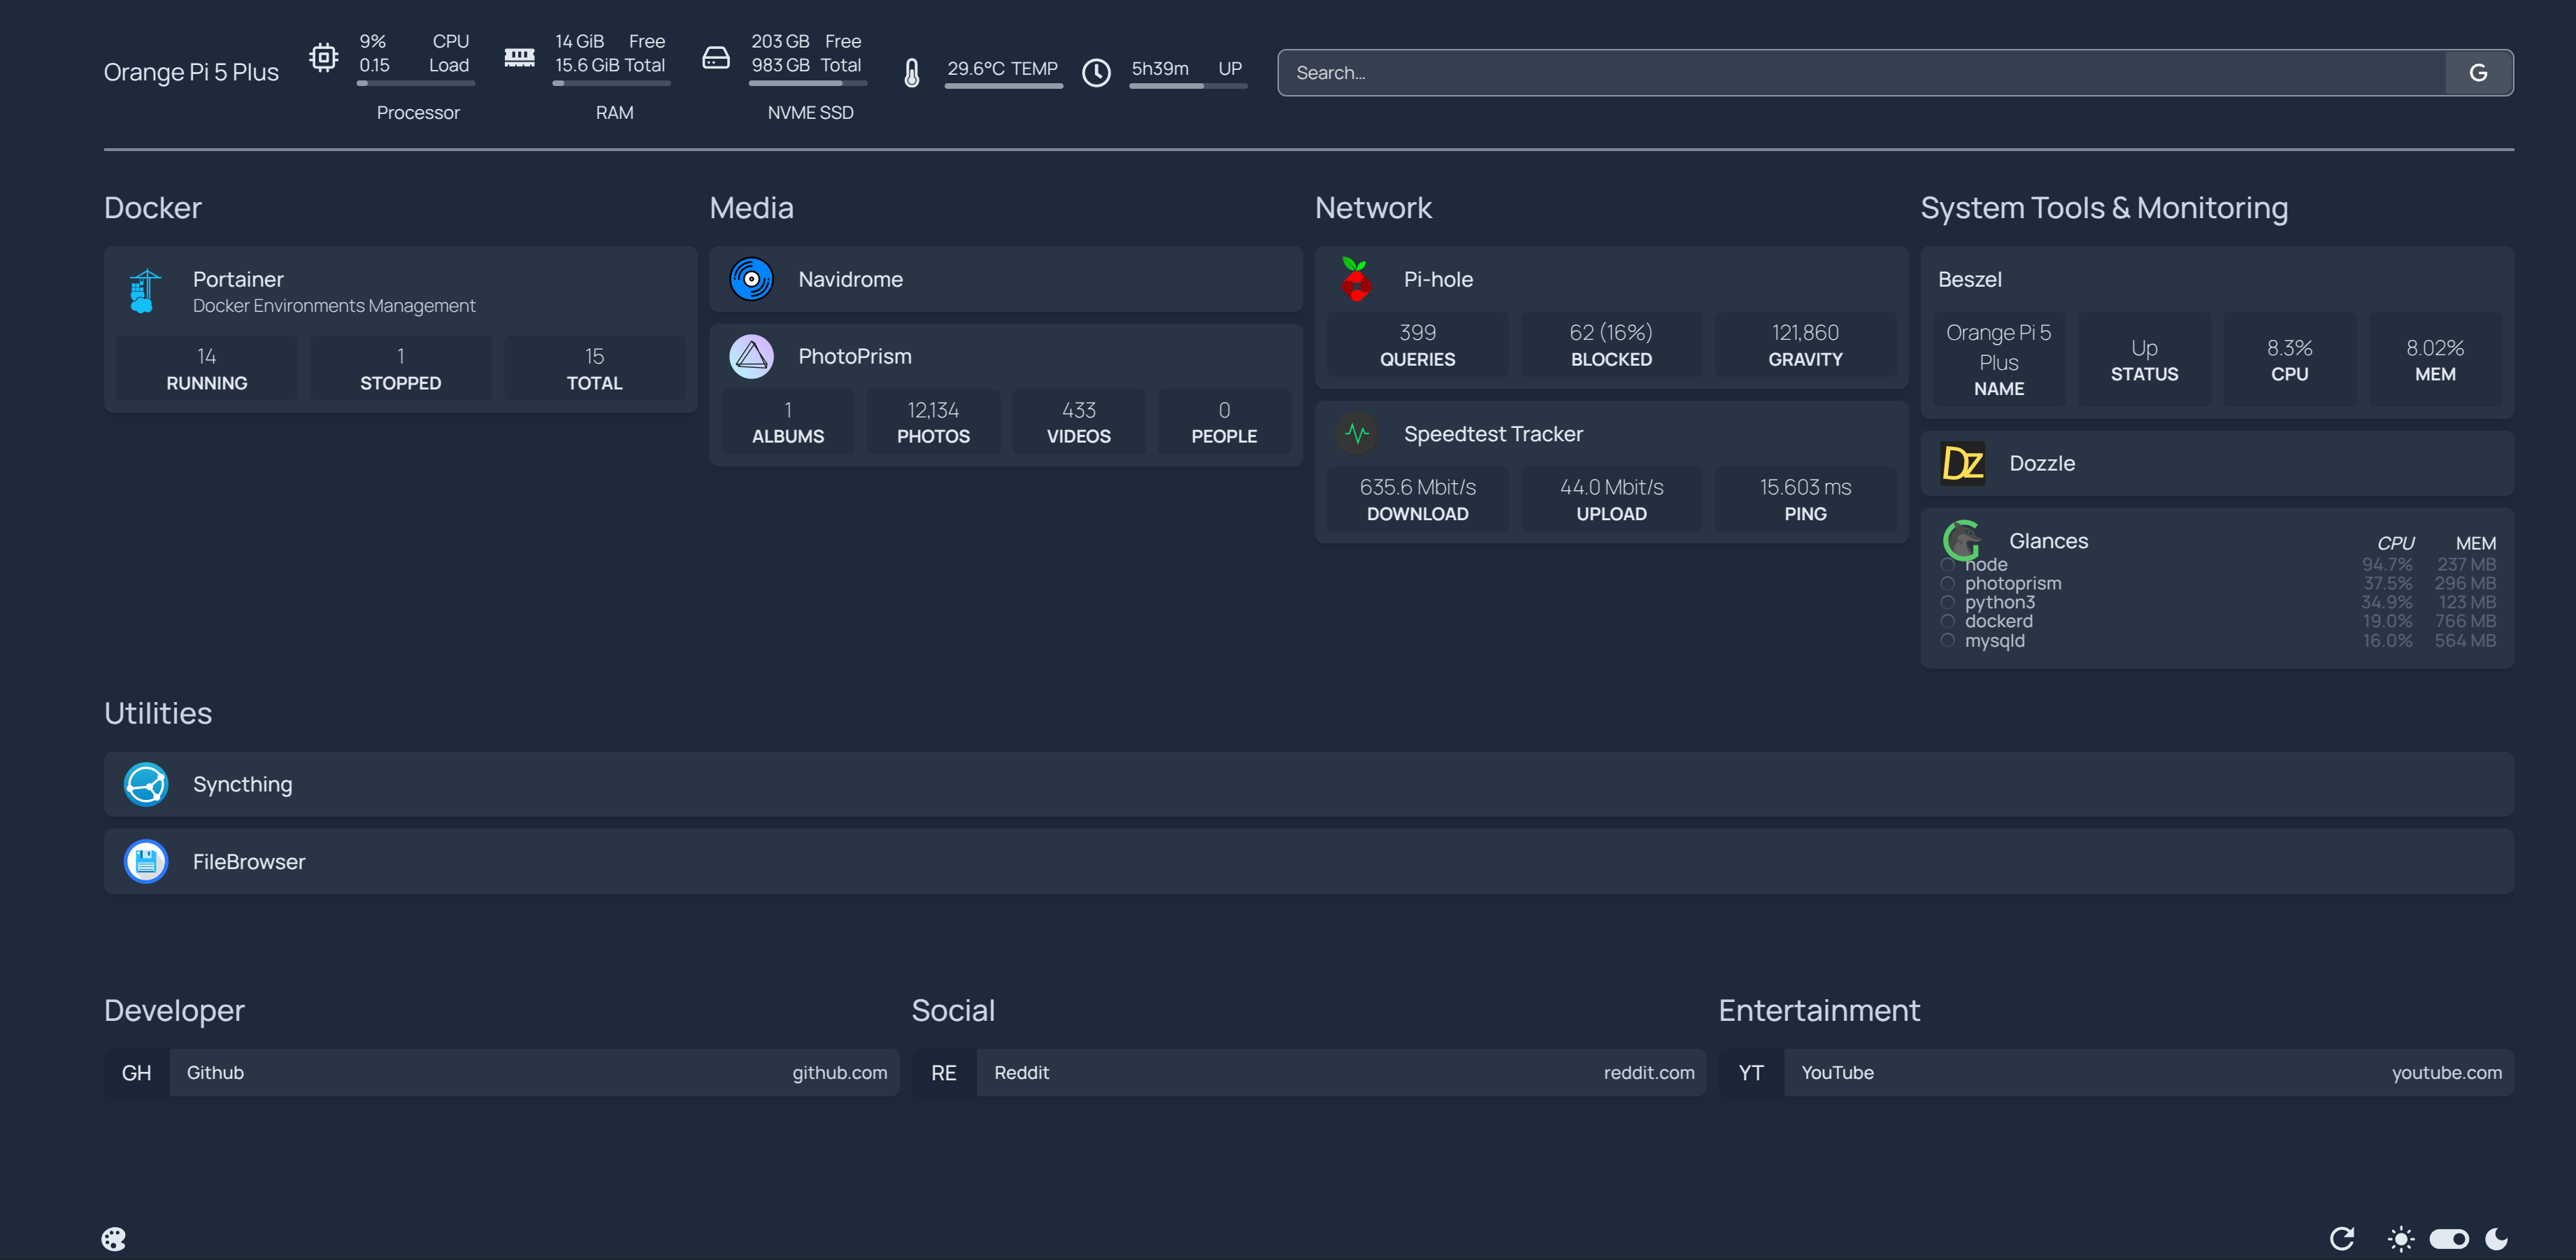 Orange Pi 5 Plus
9% CPU
0.15 Load
Processor
14 GiB Free
15.6 GiB Total
RAM
203 GB Free
983 GB Total
NVME SSD
29.6°C TEMP
5h39m UP
Search...
G
Docker
Portainer
Docker Environments Management
14
RUNNING
1
STOPPED
15
TOTAL
Media
Navidrome
PhotoPrism
1
ALBUMS
12,134
PHOTOS
433
VIDEOS
0
PEOPLE
Network
Pi-hole
399
QUERIES
62 (16%)
BLOCKED
121,860
GRAVITY
Speedtest Tracker
635.6 Mbit/s
DOWNLOAD
44.0 Mbit/s
UPLOAD
15.603 ms
PING
System Tools & Monitoring
Beszel
Orange Pi 5
Plus
NAME
Up
STATUS
8.3%
CPU
8.02%
MEM
DZ
Dozzle
Glances CPU MEM
node 94.7% 237 MB
photoprism 37.5% 296 MB
python3 34.9% 123 MB
dockerd 19.0% 766 MB
mysqld 16.0% 564 MB
Utilities
Syncthing
FileBrowser
Developer
GH Github github.com
Social
RE Reddit reddit.com
Entertainment
YT YouTube youtube.com